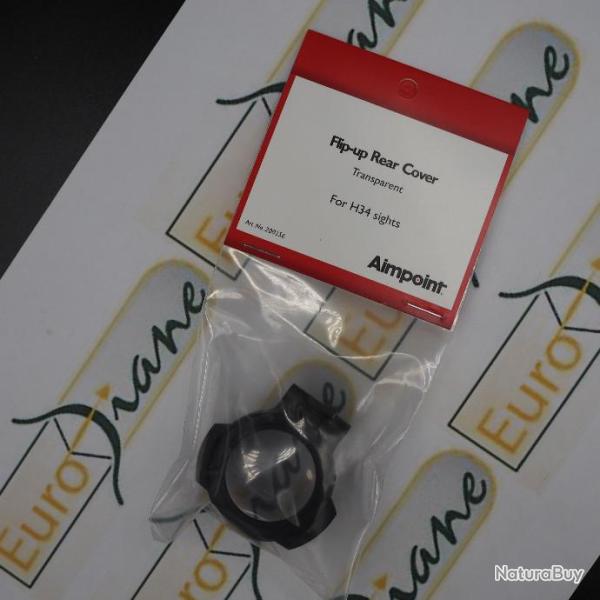 Flip-up Rear Cover
Transparent
For H34 sights
Art. No. 200156
Aimpoint
Euro Diane
Euro Diane
Euro Diane
NaturaBuy